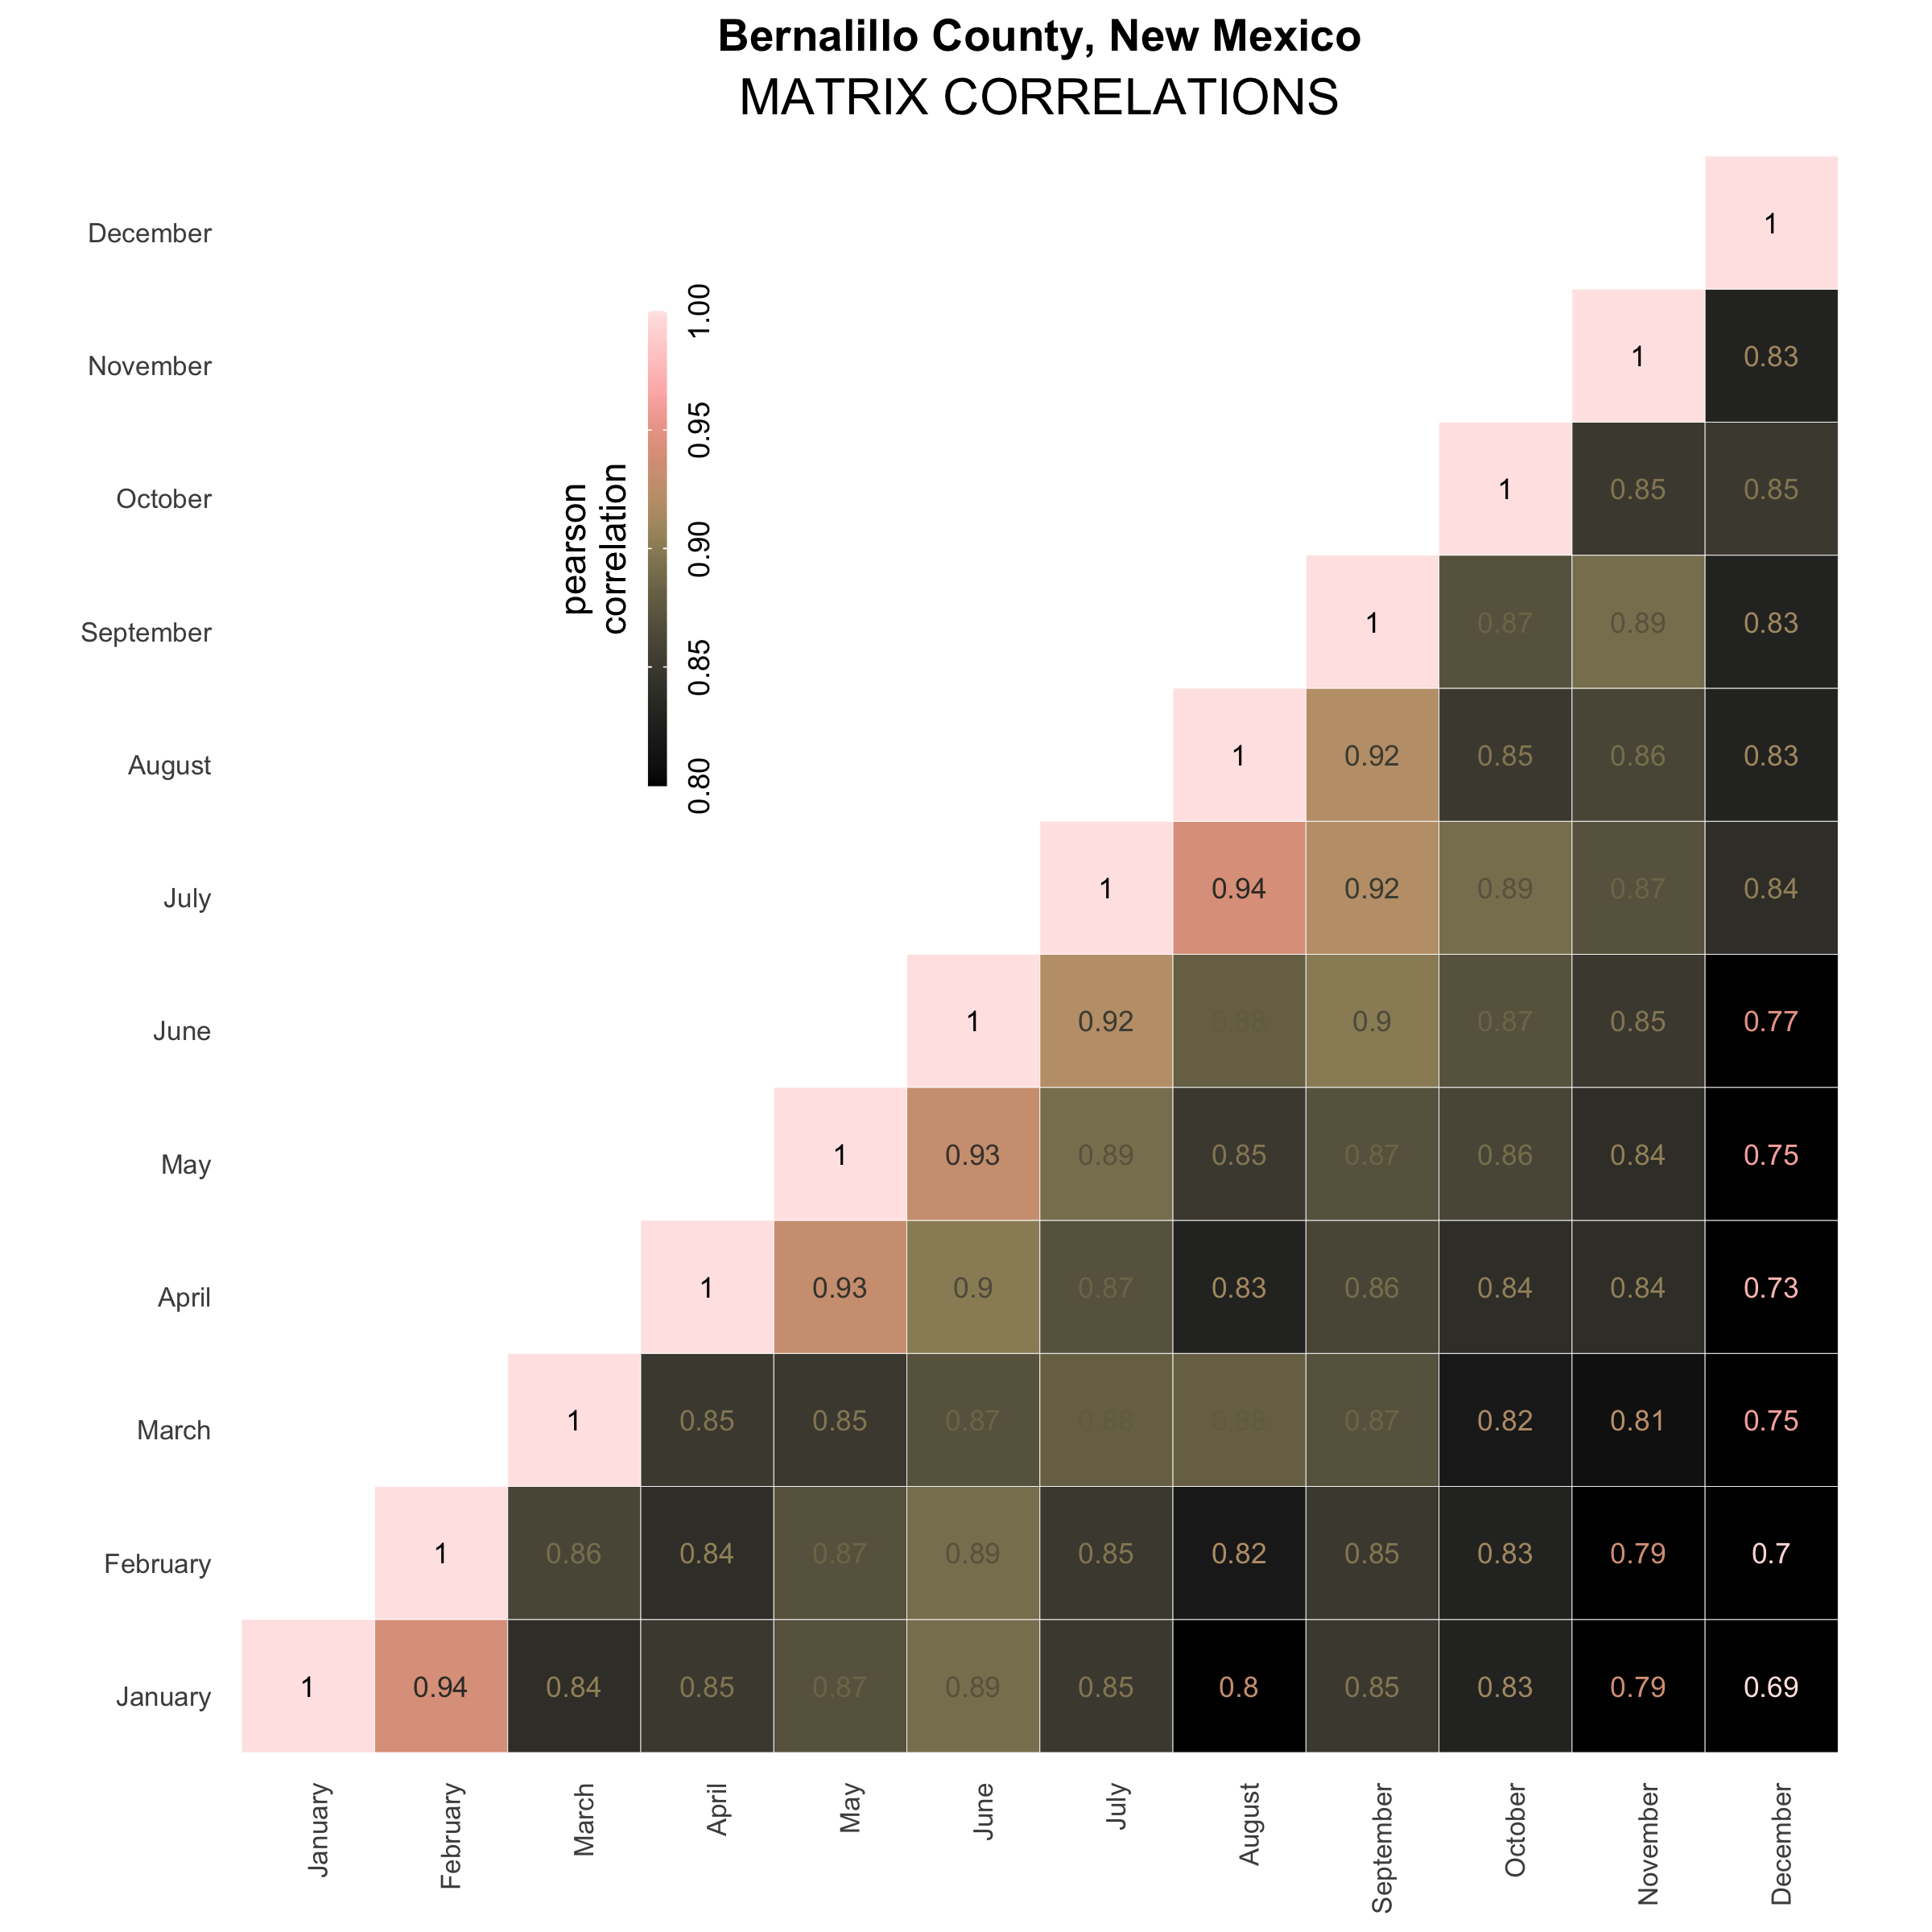 Bernalillo County, New Mexico
MATRIX CORRELATIONS
pearson
correlation
1.00
0.95
0.90
0.85
0.80
December 1
November 1 0.83
October 1 0.85 0.85
September 1 0.87 0.89 0.83
August 1 0.92 0.85 0.86 0.83
July 1 0.94 0.92 0.89 0.87 0.84
June 1 0.92 0.88 0.9 0.87 0.85 0.77
May 1 0.93 0.89 0.85 0.87 0.86 0.84 0.75
April 1 0.93 0.9 0.87 0.83 0.86 0.84 0.84 0.73
March 1 0.85 0.85 0.87 0.88 0.88 0.87 0.82 0.81 0.75
February 1 0.86 0.84 0.87 0.89 0.85 0.82 0.85 0.83 0.79 0.7
January 1 0.94 0.84 0.85 0.87 0.89 0.85 0.8 0.85 0.83 0.79 0.69
January February March April May June July August September October November December